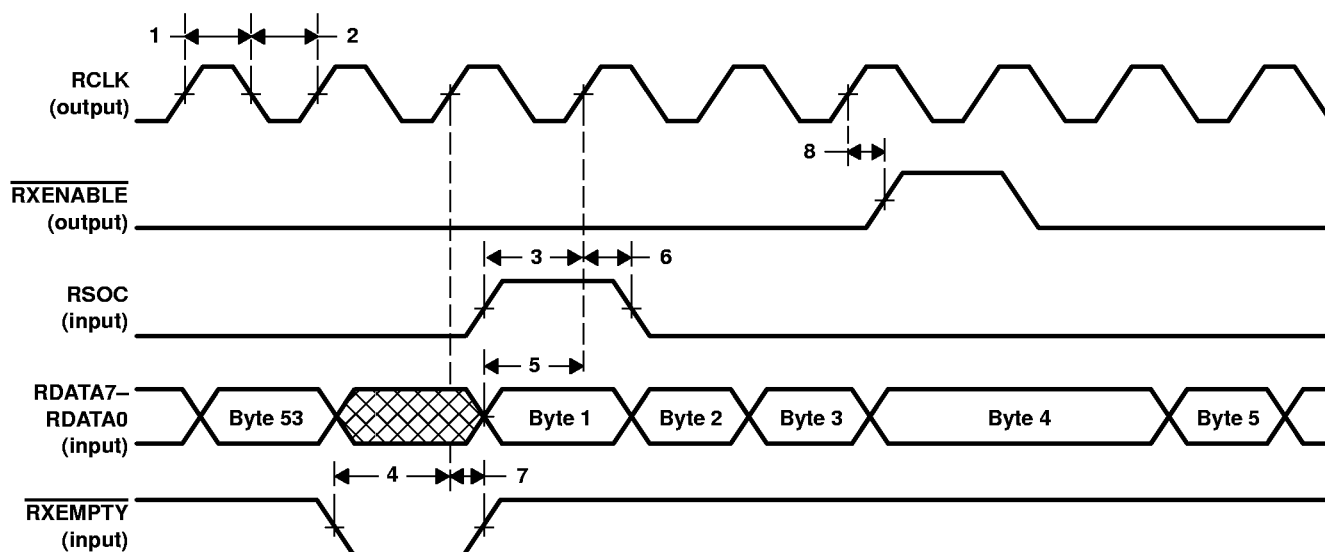 1
2
RCLK
(output)
8
RXENABLE
(output)
3
6
RSOC
(input)
5
RDATA7–
RDATA0
(input)
Byte 53
Byte 1
Byte 2
Byte 3
Byte 4
Byte 5
4
7
RXEMPTY
(input)